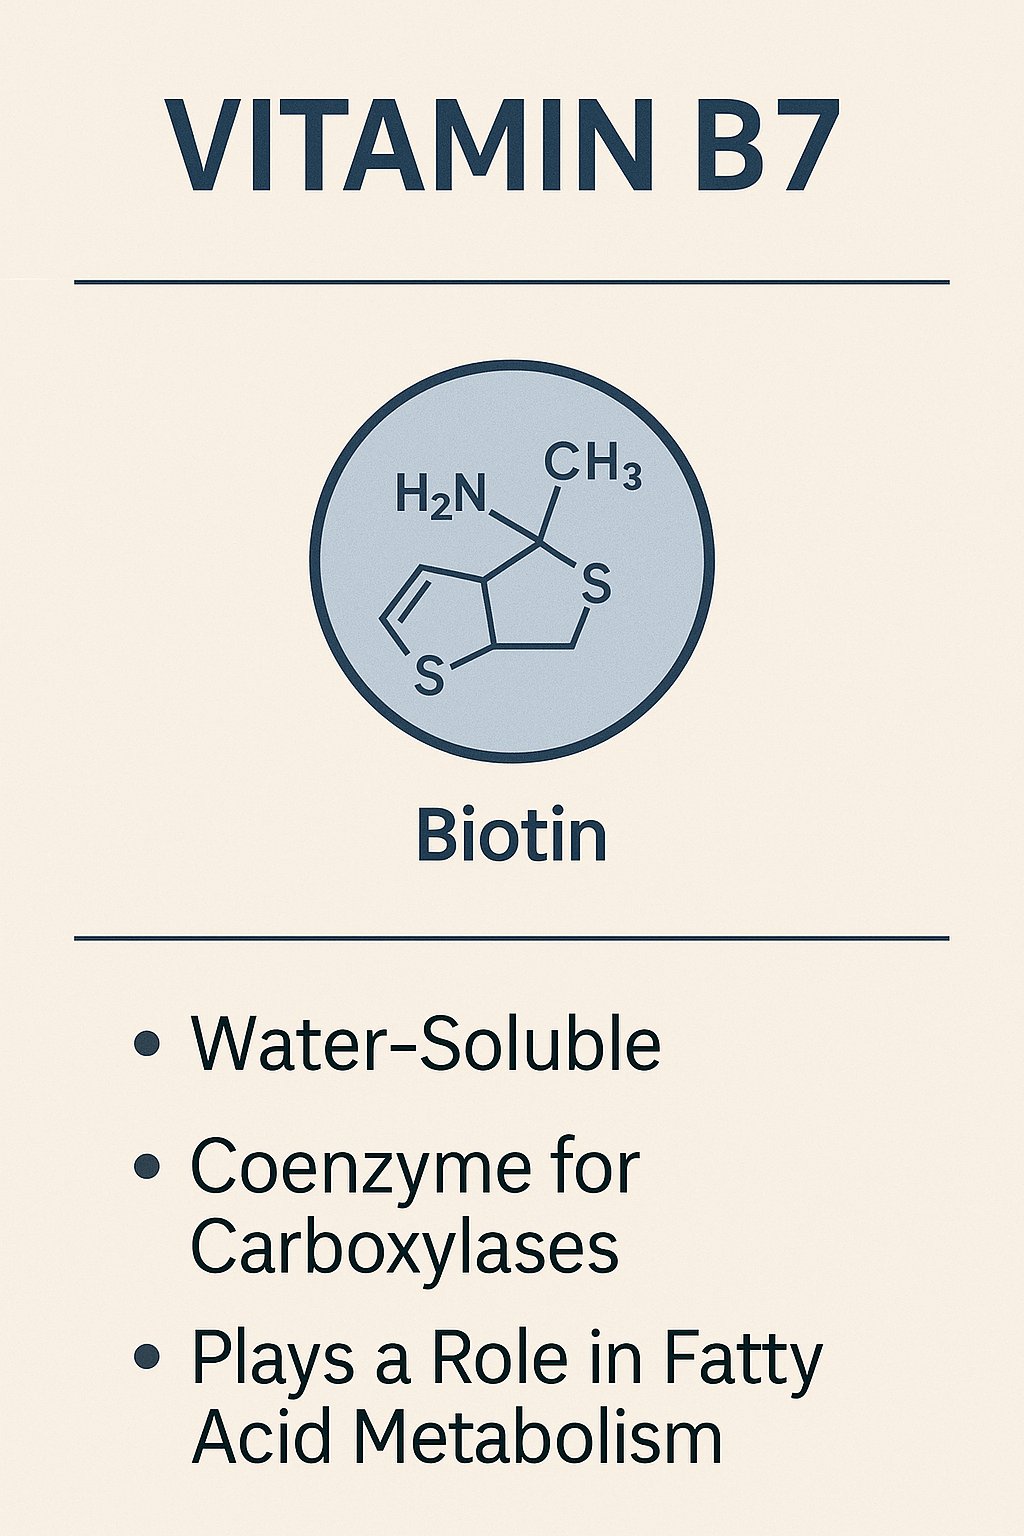 VITAMIN B7
CH₃
H₂N
S
S
Biotin
• Water-Soluble
• Coenzyme for
Carboxylases
• Plays a Role in Fatty
Acid Metabolism